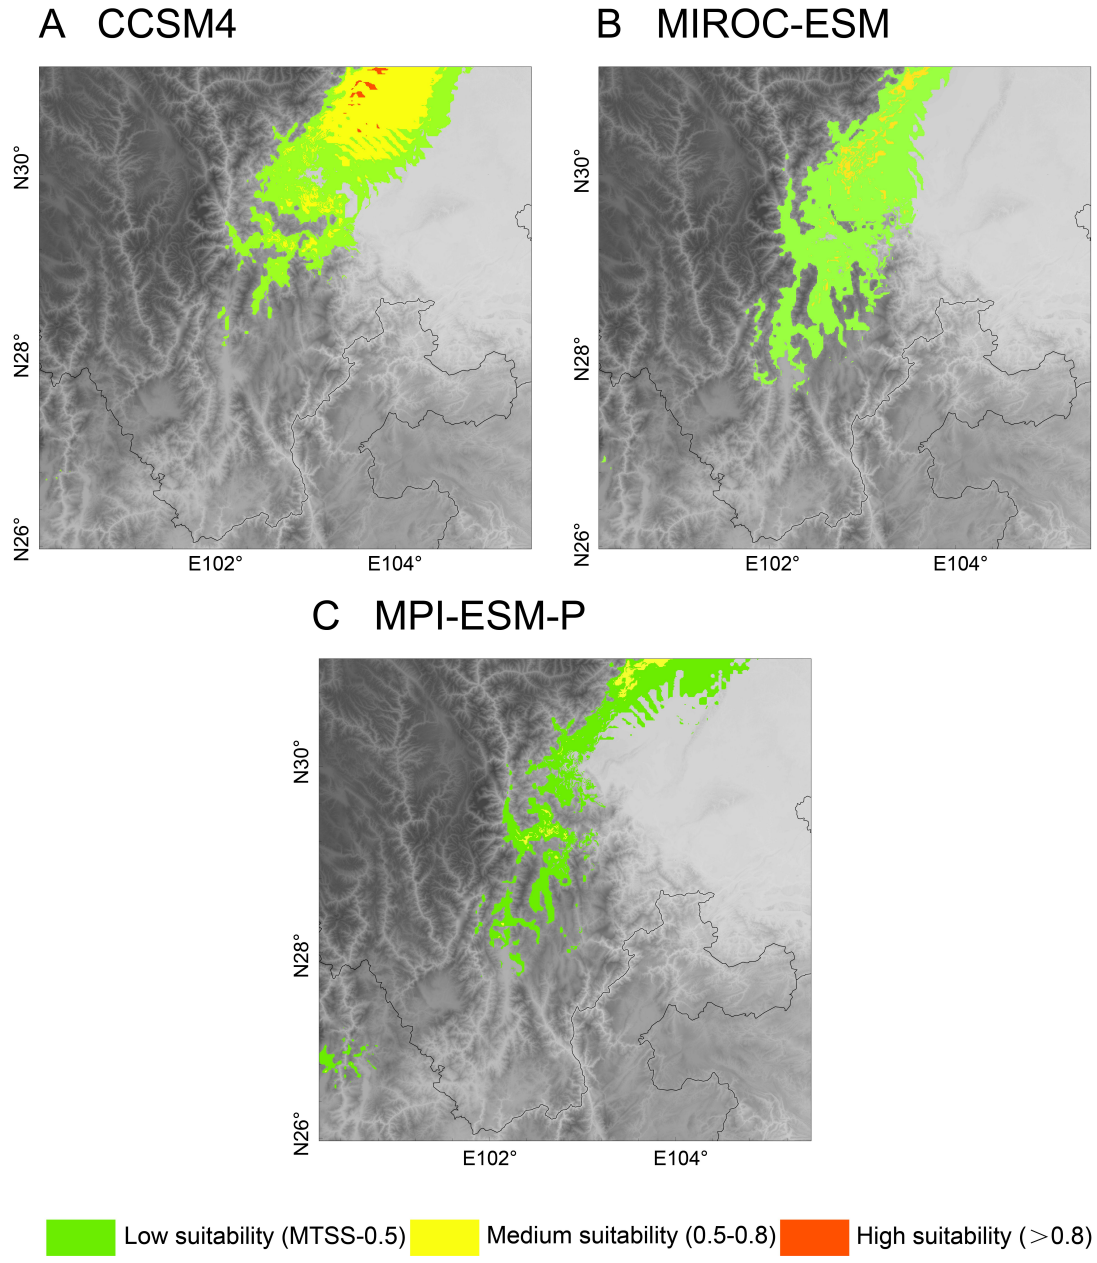 A CCSM4
B MIROC-ESM
N30°
N28°
N26°
E102°
E104°
N30°
N28°
N26°
E102°
E104°
C MPI-ESM-P
N30°
N28°
N26°
E102°
E104°
Low suitability (MTSS-0.5)
Medium suitability (0.5-0.8)
High suitability (＞0.8)